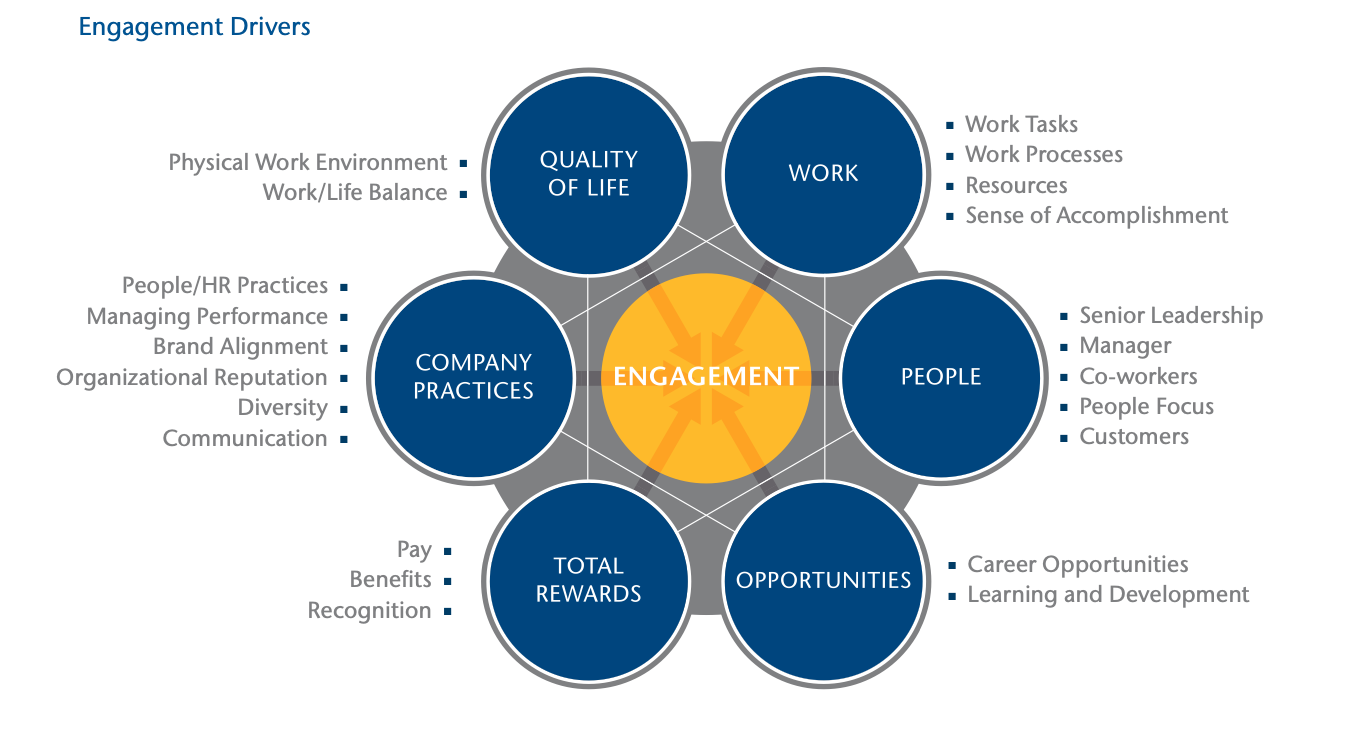 Engagement Drivers
QUALITY
OF LIFE
Physical Work Environment
Work/Life Balance
WORK
Work Tasks
Work Processes
Resources
Sense of Accomplishment
COMPANY
PRACTICES
People/HR Practices
Managing Performance
Brand Alignment
Organizational Reputation
Diversity
Communication
ENGAGEMENT
PEOPLE
Senior Leadership
Manager
Co-workers
People Focus
Customers
TOTAL
REWARDS
Pay
Benefits
Recognition
OPPORTUNITIES
Career Opportunities
Learning and Development